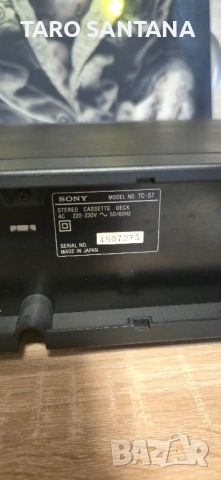 TARO SANTANA
SONY MODEL NO. TC-S7
STEREO CASSETTE DECK
AC 220-230V ~ 50/60Hz
SERIAL NO.
MADE IN JAPAN
BAZAR
bg